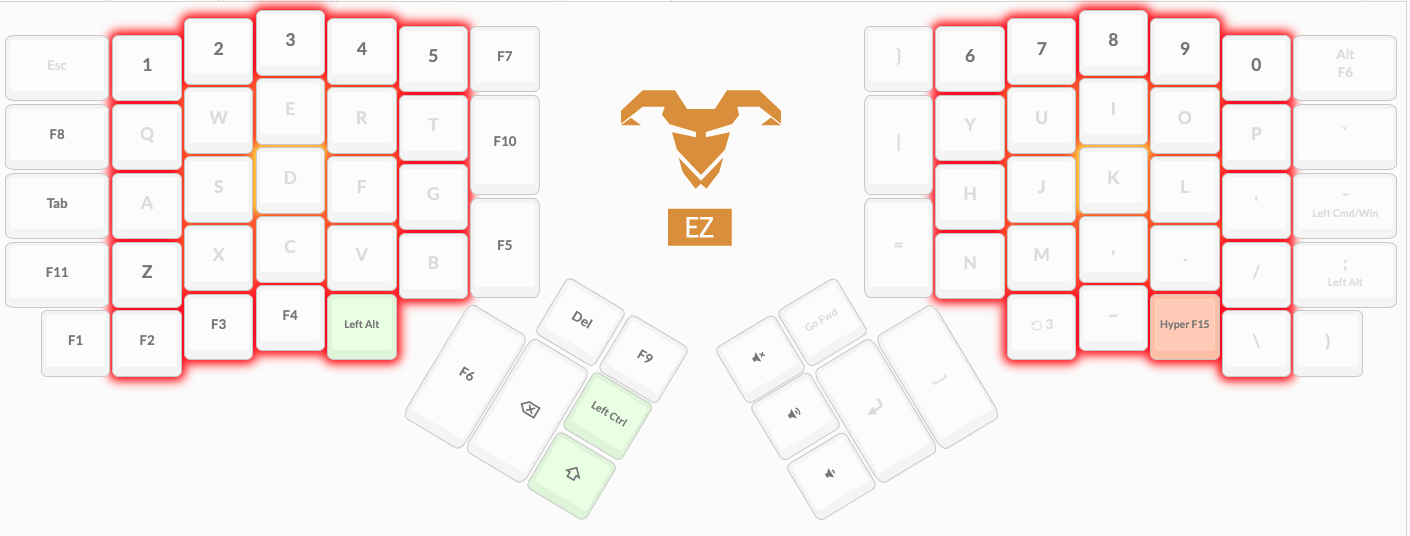 Esc 1 2 3 4 5 F7
F8 Q W E R T F10
Tab A S D F G
F11 Z X C V B F5
F1 F2 F3 F4 Left Alt
Del F9
F6 Left Ctrl
EZ
} 6 7 8 9 0 Alt
F6
| Y U I O P `
H J K L ' -
Left Cmd/Win
= N M , . / ;
Left Alt
3 ~ Hyper F15 \ )
Go Fwd